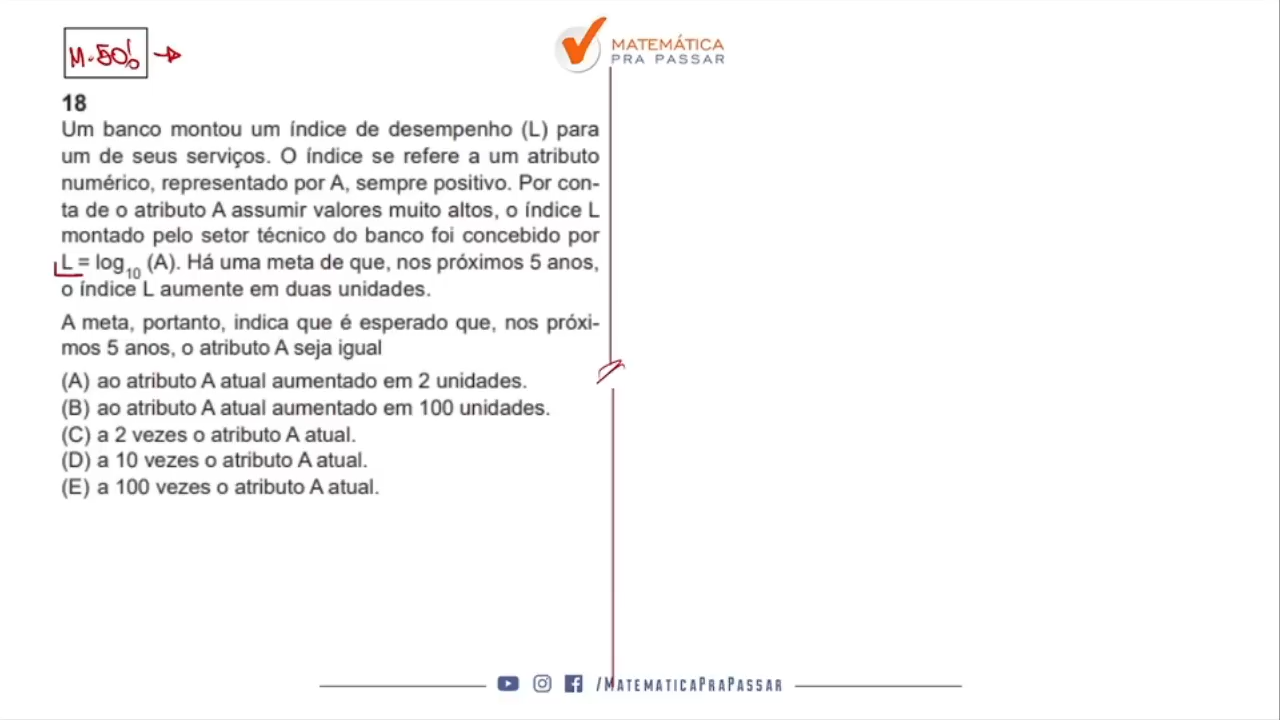 M.50%
MATEMÁTICA
PRA PASSAR
18
Um banco montou um índice de desempenho (L) para
um de seus serviços. O índice se refere a um atributo
numérico, representado por A, sempre positivo. Por con-
ta de o atributo A assumir valores muito altos, o índice L
montado pelo setor técnico do banco foi concebido por
L = log₁₀ (A). Há uma meta de que, nos próximos 5 anos,
o índice L aumente em duas unidades.
A meta, portanto, indica que é esperado que, nos próxi-
mos 5 anos, o atributo A seja igual
(A) ao atributo A atual aumentado em 2 unidades.
(B) ao atributo A atual aumentado em 100 unidades.
(C) a 2 vezes o atributo A atual.
(D) a 10 vezes o atributo A atual.
(E) a 100 vezes o atributo A atual.
/MATEMATICAPRAPASSAR